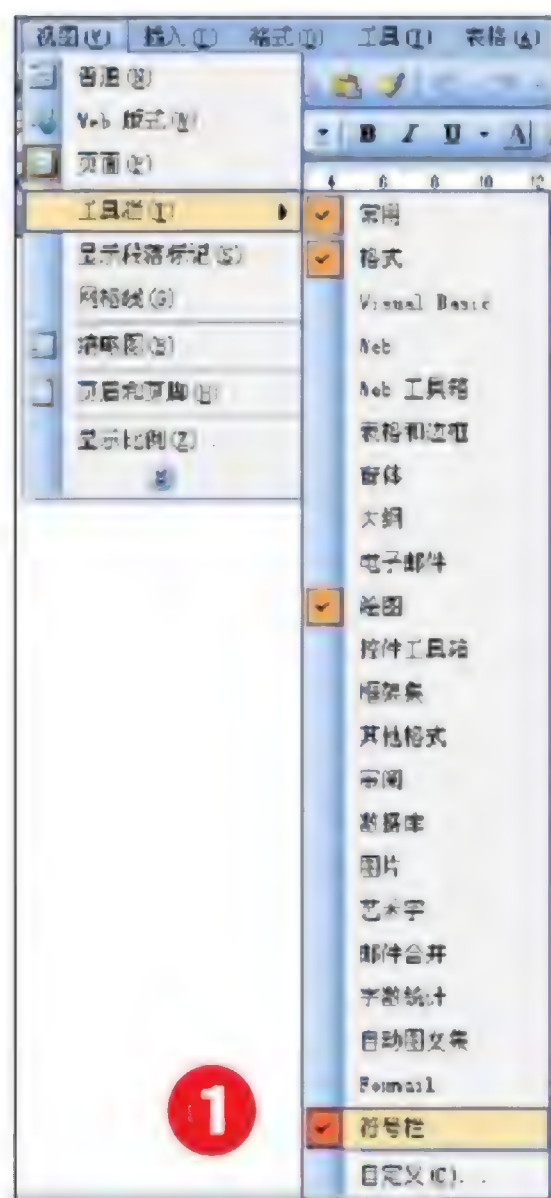 视图(V) 插入(I) 格式(O) 工具(T) 表格(A)
普通(N)
Web 版式(W)
页面(P)
B I U A
4 6 8 10 12
工具栏(T)
显示段落标记(S)
网格线(G)
缩略图(B)
页眉和页脚(H)
显示比例(Z)...
常用
格式
Visual Basic
Web
Web 工具箱
表格和边框
窗体
大纲
电子邮件
绘图
控件工具箱
框架集
其他格式
审阅
数据库
图片
艺术字
邮件合并
字数统计
自动图文集
符号栏
自定义(C)...
1